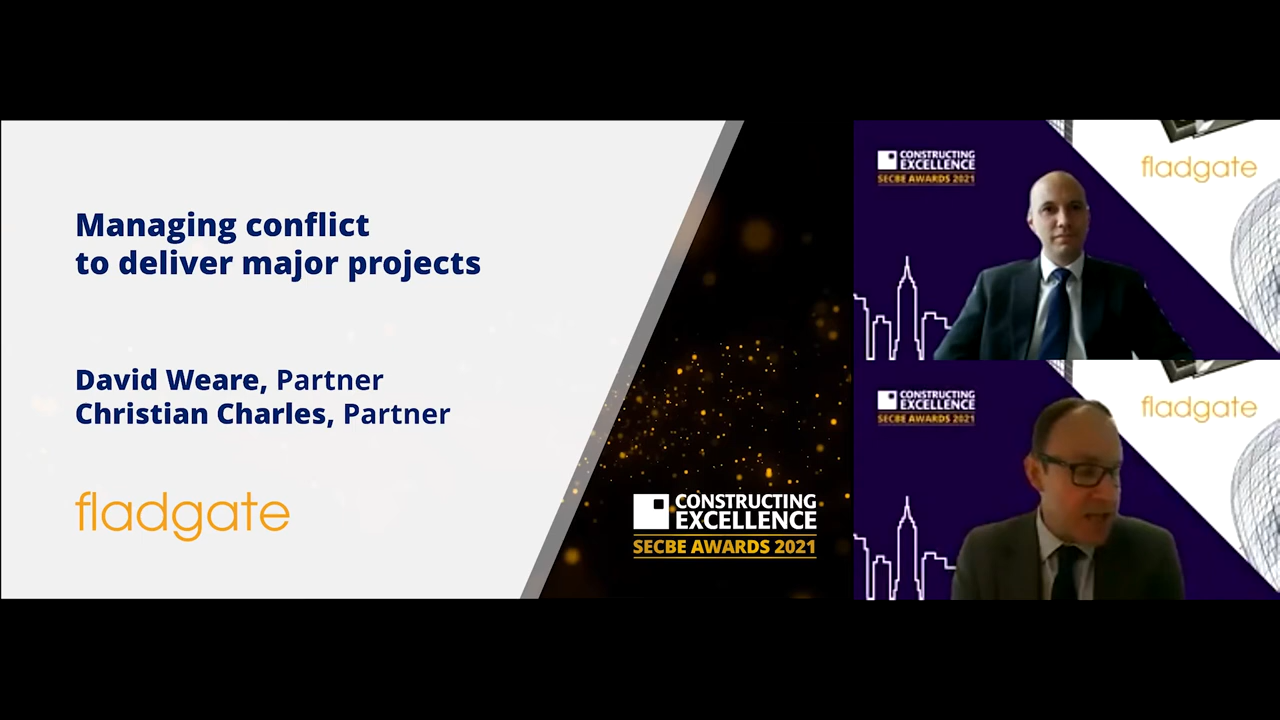 Managing conflict
to deliver major projects
David Weare, Partner
Christian Charles, Partner
fladgate
CONSTRUCTING
EXCELLENCE
SECBE AWARDS 2021
CONSTRUCTING
EXCELLENCE
SECBE AWARDS 2021
fladgate
CONSTRUCTING
EXCELLENCE
SECBE AWARDS 2021
fladgate